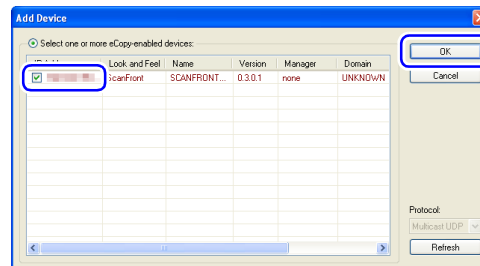 Add Device
Select one or more eCopy-enabled devices:
Look and Feel Name Version Manager Domain
ScanFront SCANFRONT... 0.3.0.1 none UNKNOWN
OK
Cancel
Protocol:
Multicast UDP
Refresh